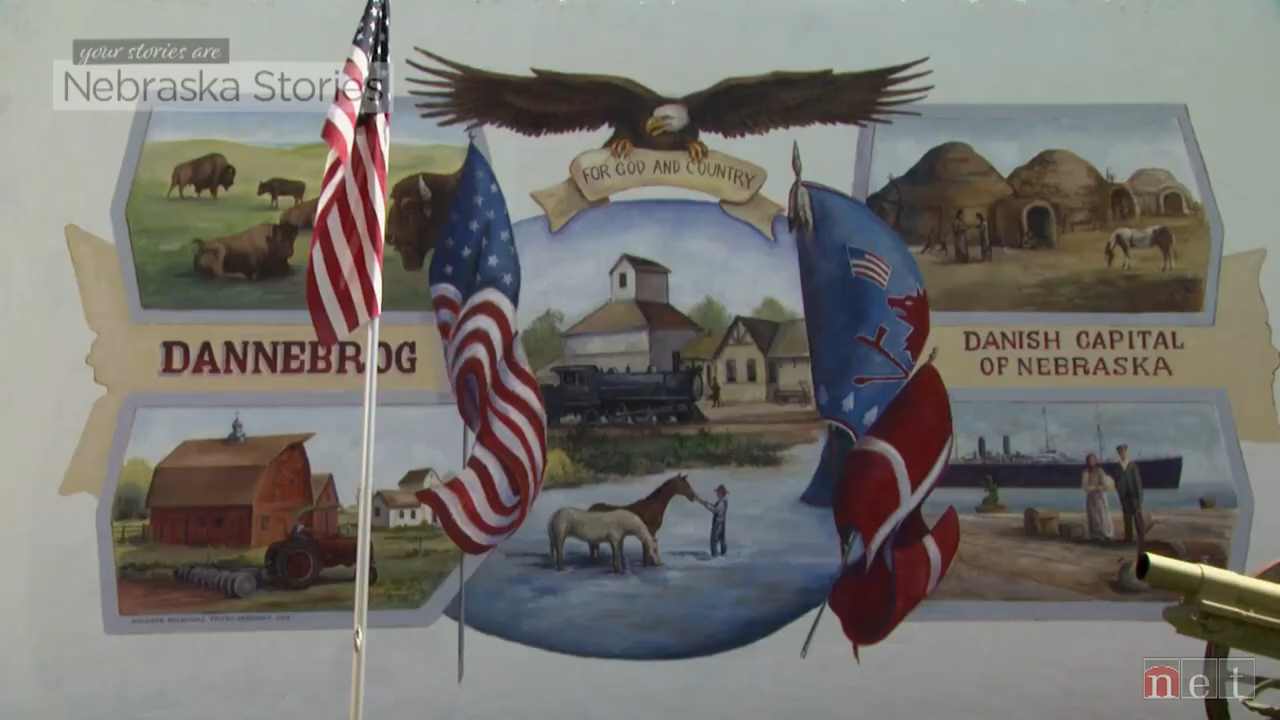 your stories are
Nebraska Stories
FOR GOD AND COUNTRY
DANNEBROG
DANISH CAPITAL
OF NEBRASKA
net